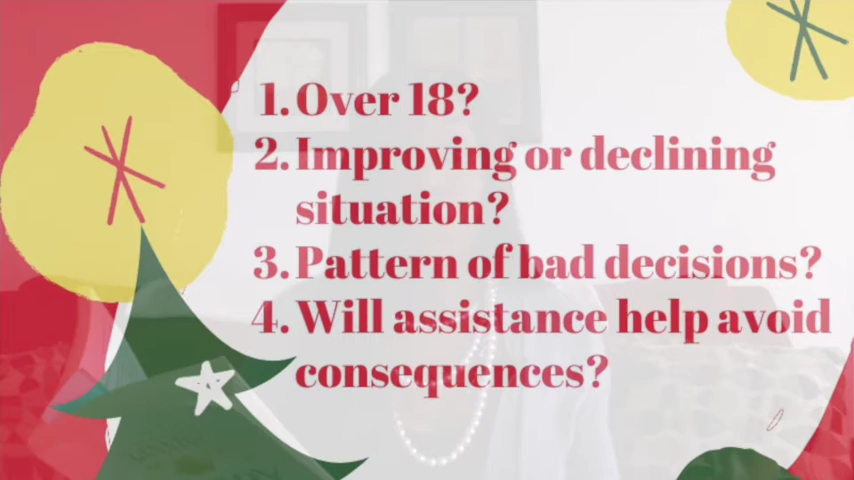 1. Over 18?
2. Improving or declining
situation?
3. Pattern of bad decisions?
4. Will assistance help avoid
consequences?